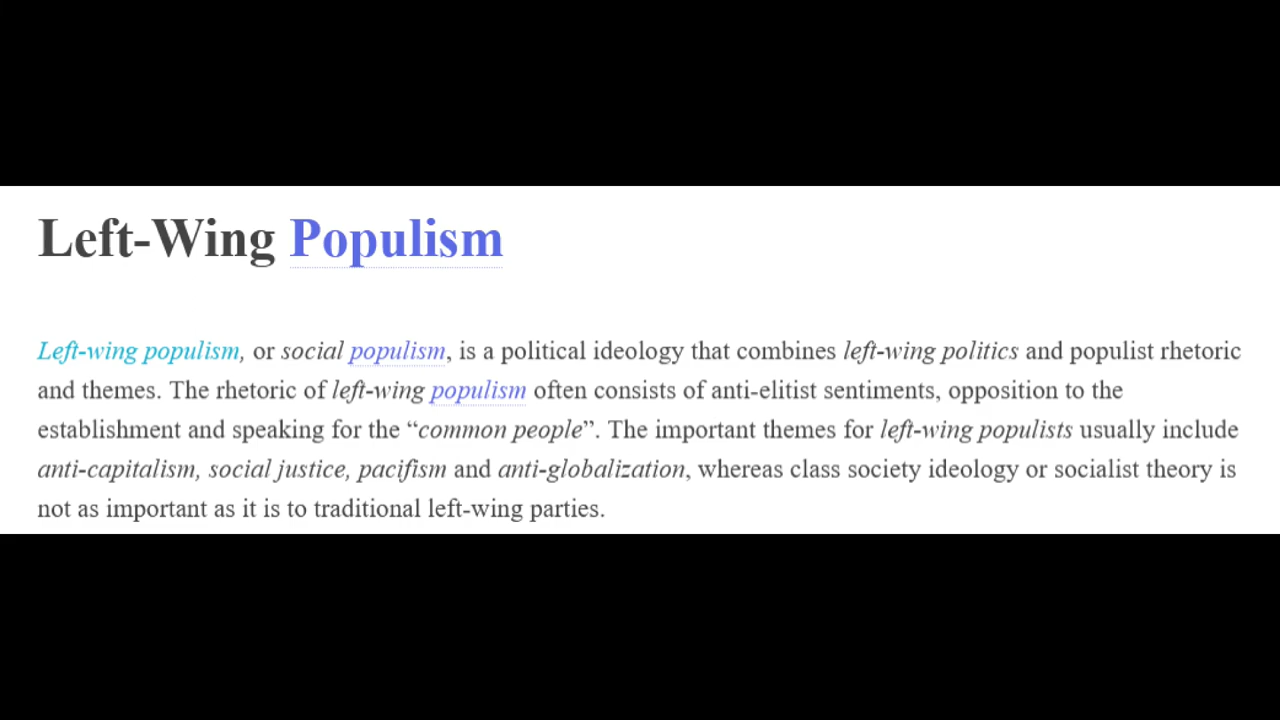 Left-Wing Populism
Left-wing populism, or social populism, is a political ideology that combines left-wing politics and populist rhetoric
and themes. The rhetoric of left-wing populism often consists of anti-elitist sentiments, opposition to the
establishment and speaking for the “common people”. The important themes for left-wing populists usually include
anti-capitalism, social justice, pacifism and anti-globalization, whereas class society ideology or socialist theory is
not as important as it is to traditional left-wing parties.